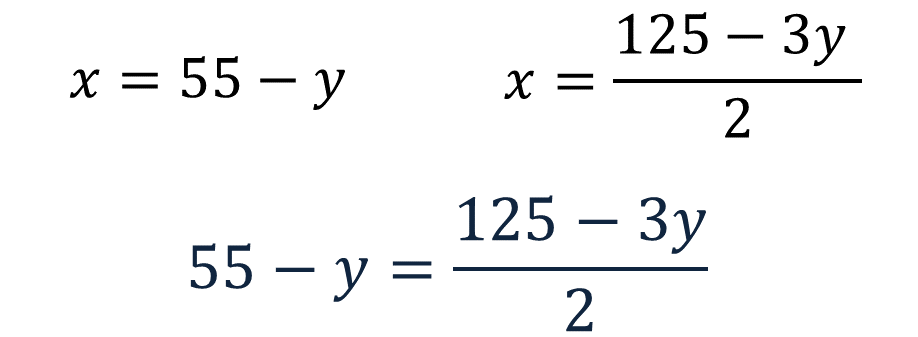 x = 55 − y
x = (125 − 3y)/2
55 − y = (125 − 3y)/2